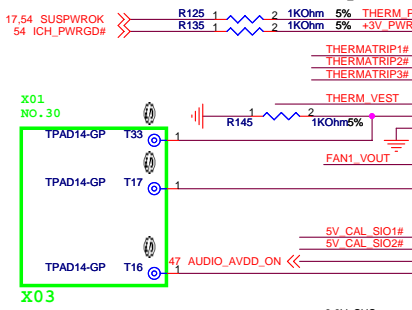 17,54 SUSPWROK R125 1 2 1KOhm 5% THERM_P
54 ICH_PWRGD# R135 1 2 1KOhm 5% +3V_PWR
THERMATRIP1#
THERMATRIP2#
THERMATRIP3#
X01
NO.30
THERM_VEST
1 2
R145 1KOhm5%
TPAD14-GP T33 1
FAN1_VOUT
TPAD14-GP T17 1
5V_CAL_SIO1#
5V_CAL_SIO2#
47 AUDIO_AVDD_ON
TPAD14-GP T16 1
X03